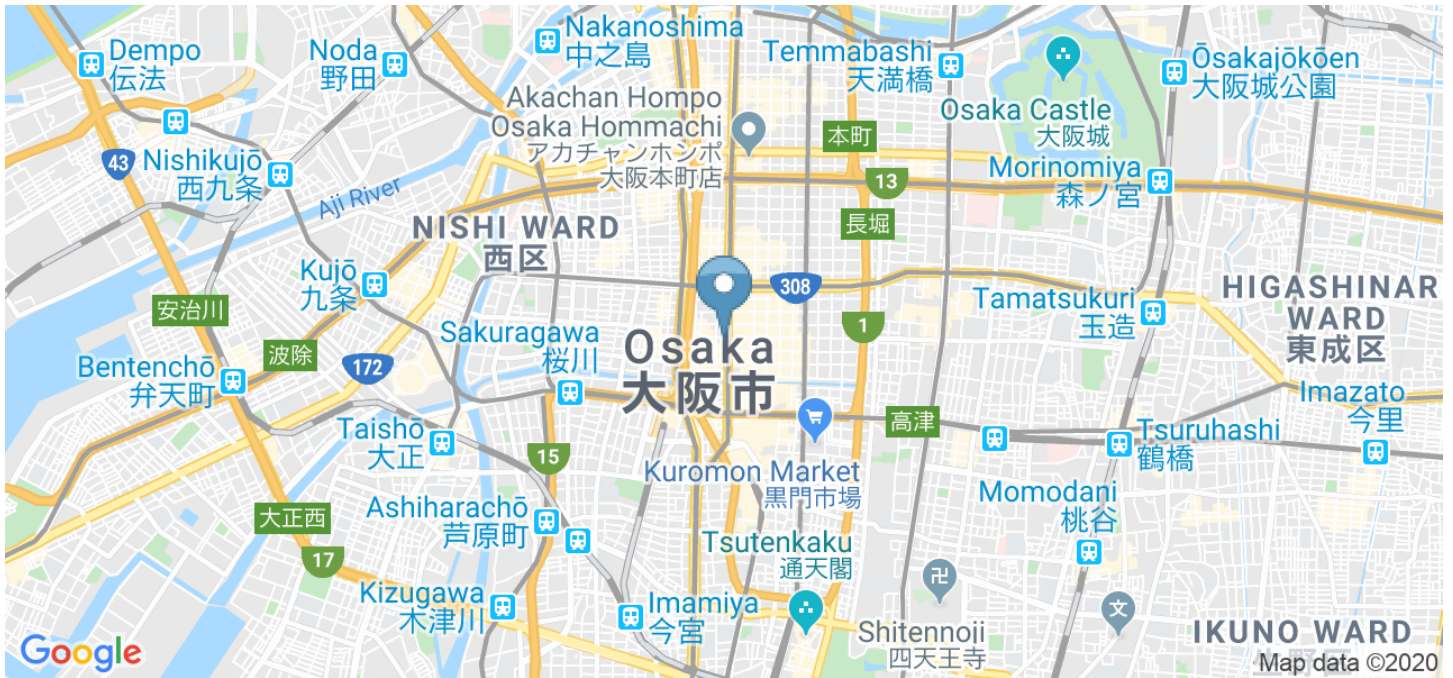 Dempo
伝法
Noda
野田
Nakanoshima
中之島
Temmabashi
天満橋
Ōsakajōkōen
大阪城公園
Akachan Hompo
Osaka Hommachi
アカチャンホンポ
大阪本町店
Osaka Castle
大阪城
本町
43
Nishikujō
西九条
Aji River
13
Morinomiya
森ノ宮
NISHI WARD
西区
長堀
Kujō
九条
308
HIGASHINAR
WARD
東成区
安治川
Tamatsukuri
玉造
Sakuragawa
桜川
1
Osaka
大阪市
波除
172
Bentenchō
弁天町
Imazato
今里
高津
Taishō
大正
Tsuruhashi
鶴橋
15
Kuromon Market
黒門市場
Momodani
桃谷
大正西
Ashiharachō
芦原町
17
Tsutenkaku
通天閣
卍
文
Kizugawa
木津川
Imamiya
今宮
Shitennoji
四天王寺
IKUNO WARD
生野区
Google
Map data ©2020